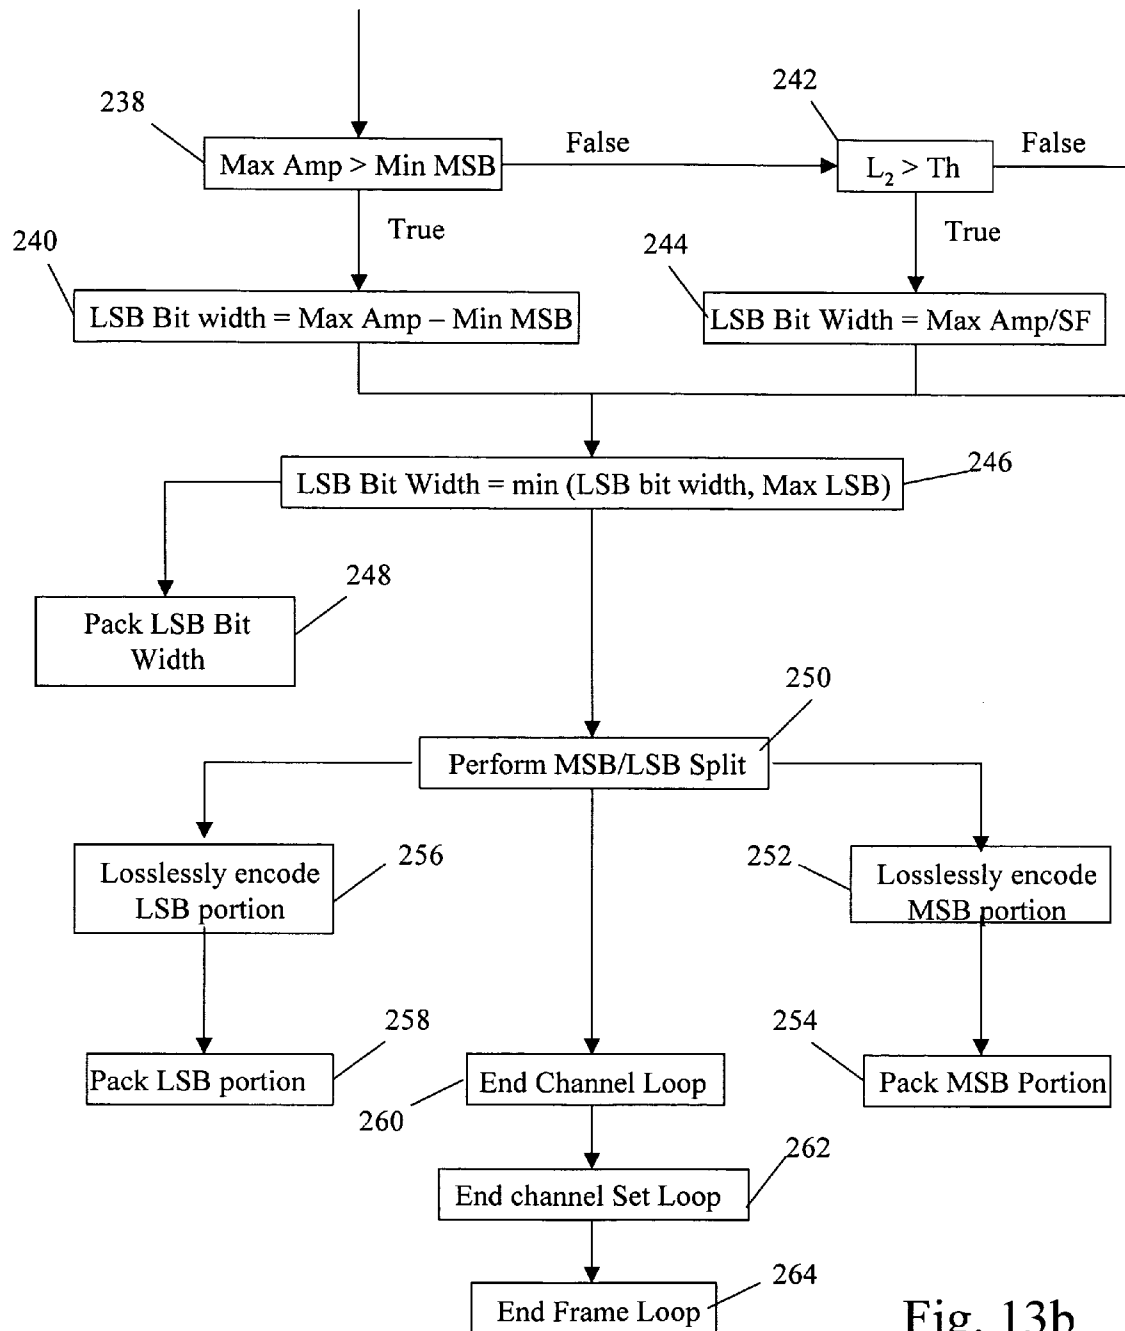 242
238
False
False
Max Amp > Min MSB
L₂ > Th
True
True
240
244
LSB Bit width = Max Amp – Min MSB
LSB Bit Width = Max Amp/SF
246
LSB Bit Width = min (LSB bit width, Max LSB)
248
Pack LSB Bit
Width
250
Perform MSB/LSB Split
256
252
Losslessly encode
LSB portion
Losslessly encode
MSB portion
258
254
Pack LSB portion
End Channel Loop
Pack MSB Portion
260
262
End channel Set Loop
264
End Frame Loop
Fig. 13b